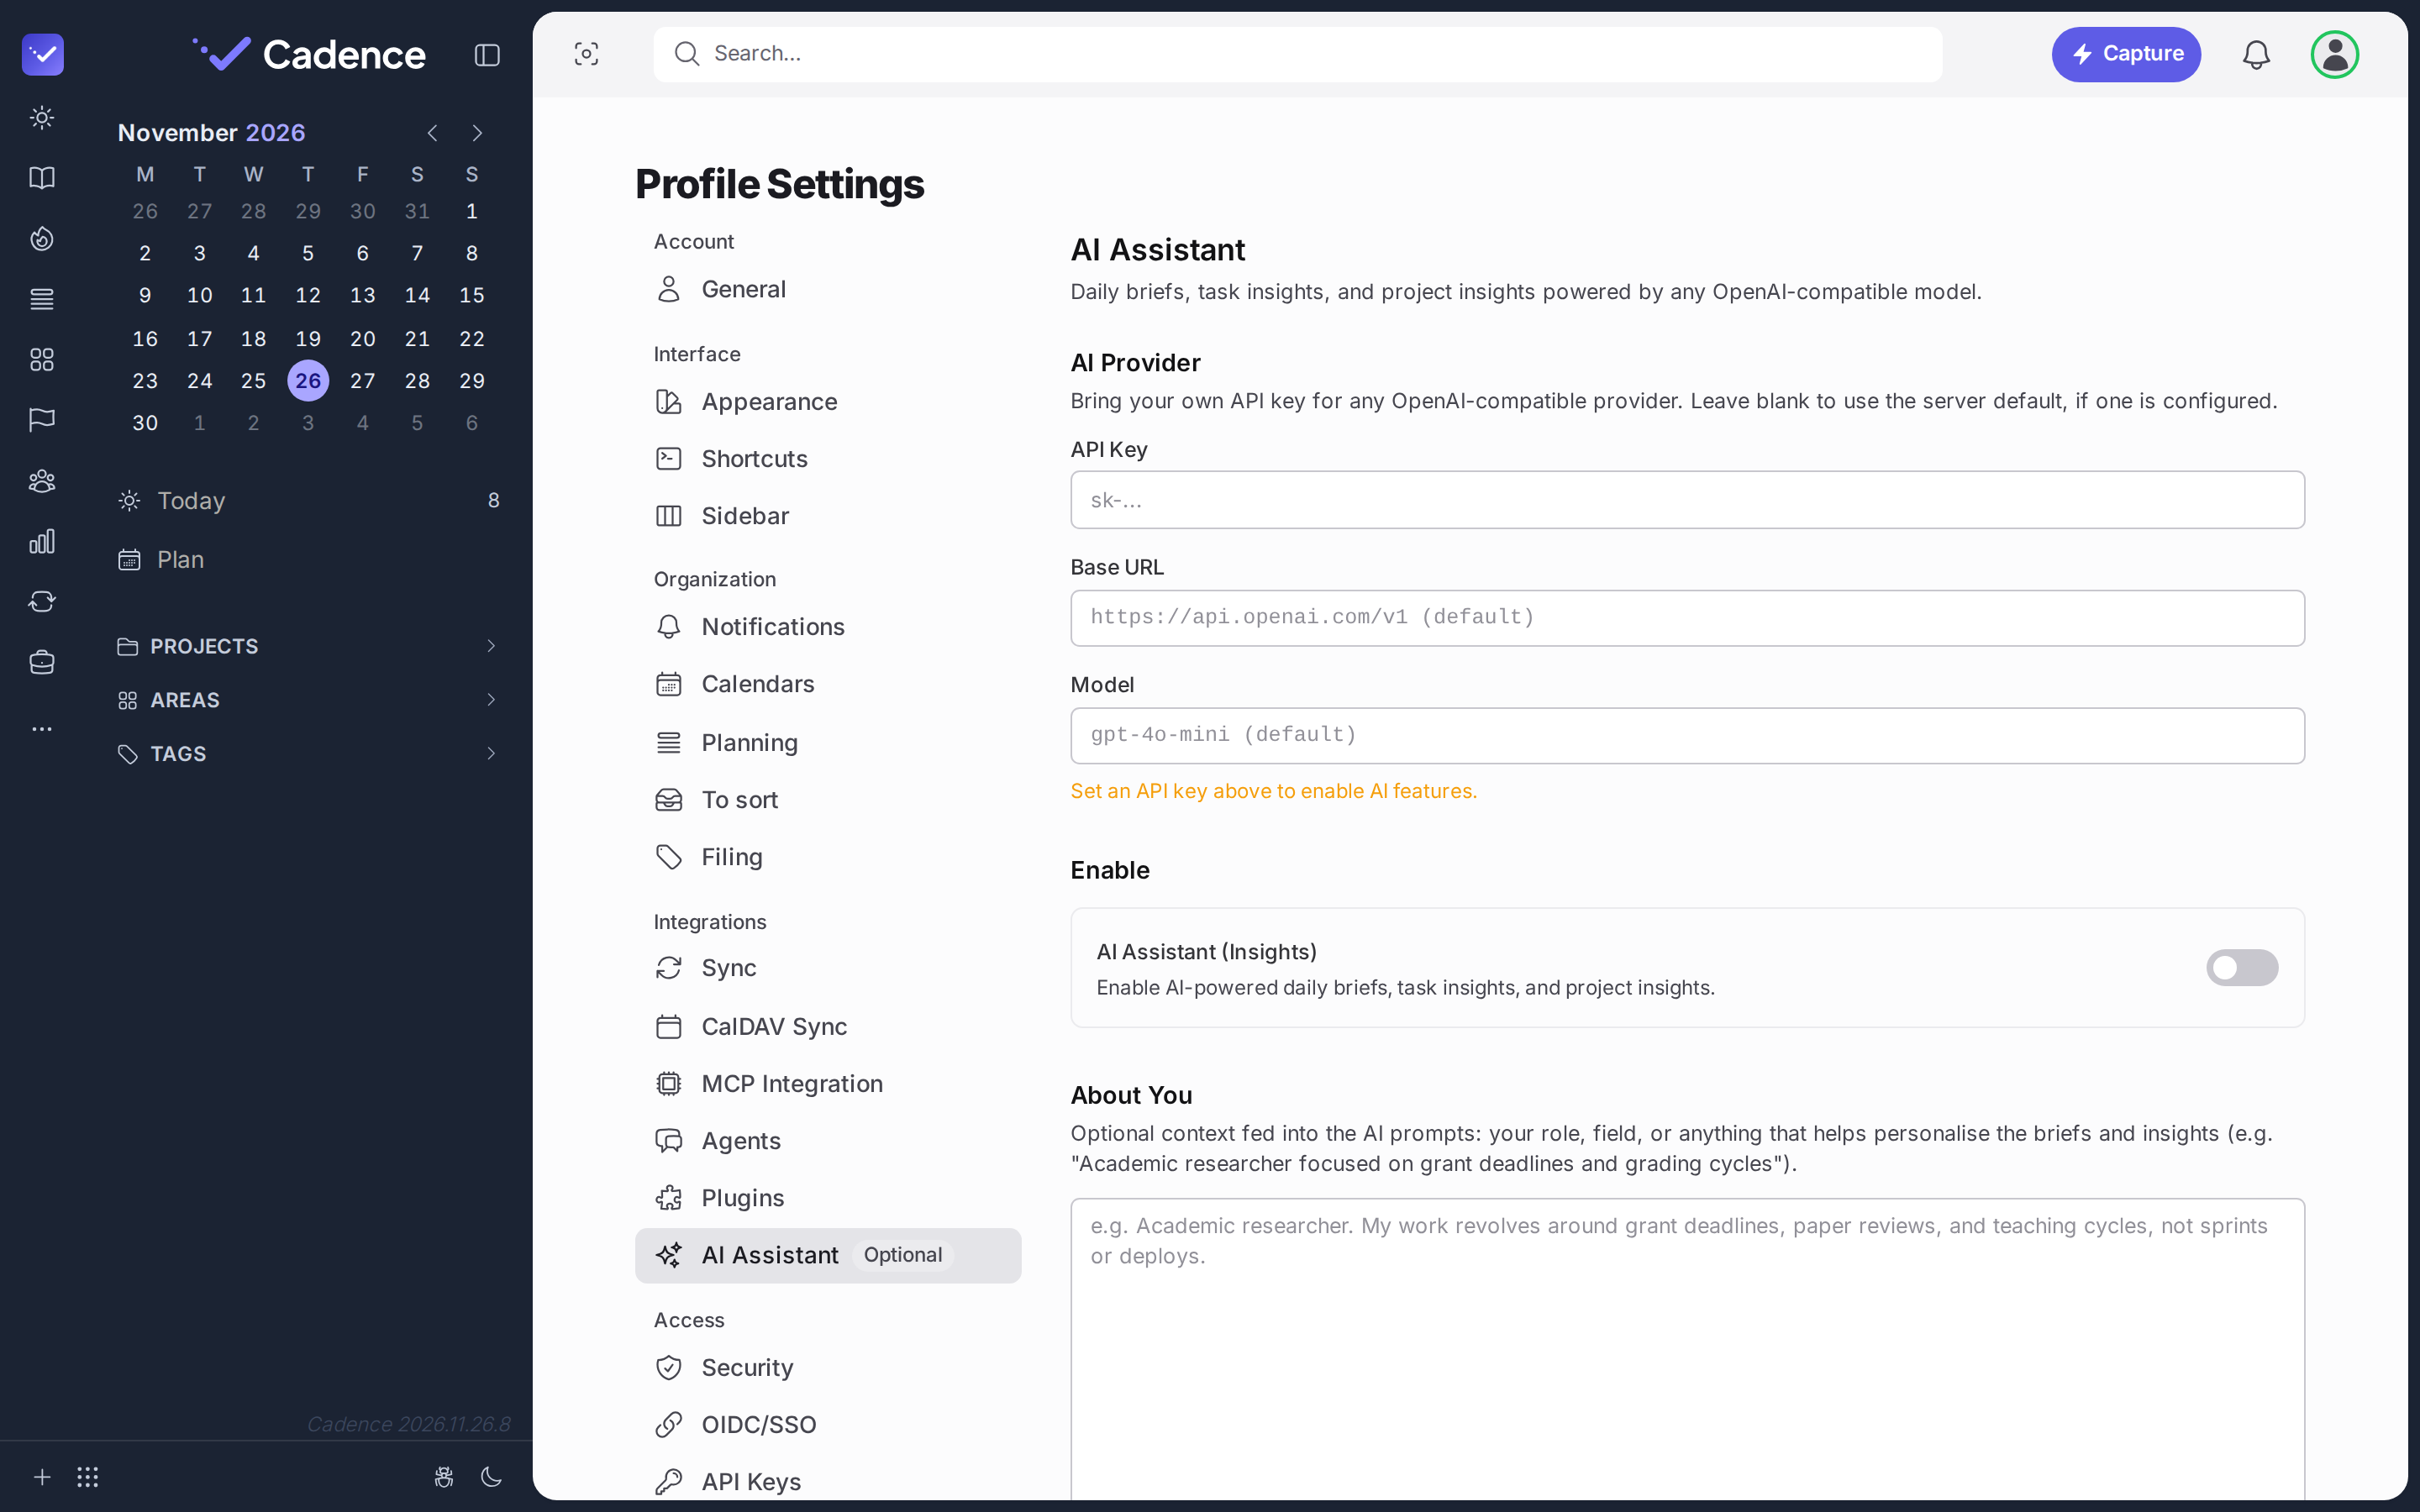 Cadence
November 2026
M T W T F S S
26 27 28 29 30 31 1
2 3 4 5 6 7 8
9 10 11 12 13 14 15
16 17 18 19 20 21 22
23 24 25 26 27 28 29
30 1 2 3 4 5 6
Today 8
Plan
PROJECTS
AREAS
TAGS
Cadence 2026.11.26.8
Search...
Capture
Profile Settings
Account
General
Interface
Appearance
Shortcuts
Sidebar
Organization
Notifications
Calendars
Planning
To sort
Filing
Integrations
Sync
CalDAV Sync
MCP Integration
Agents
Plugins
AI Assistant Optional
Access
Security
OIDC/SSO
API Keys
AI Assistant
Daily briefs, task insights, and project insights powered by any OpenAI-compatible model.
AI Provider
Bring your own API key for any OpenAI-compatible provider. Leave blank to use the server default, if one is configured.
API Key
sk-...
Base URL
https://api.openai.com/v1 (default)
Model
gpt-4o-mini (default)
Set an API key above to enable AI features.
Enable
AI Assistant (Insights)
Enable AI-powered daily briefs, task insights, and project insights.
About You
Optional context fed into the AI prompts: your role, field, or anything that helps personalise the briefs and insights (e.g.
"Academic researcher focused on grant deadlines and grading cycles").
e.g. Academic researcher. My work revolves around grant deadlines, paper reviews, and teaching cycles, not sprints
or deploys.